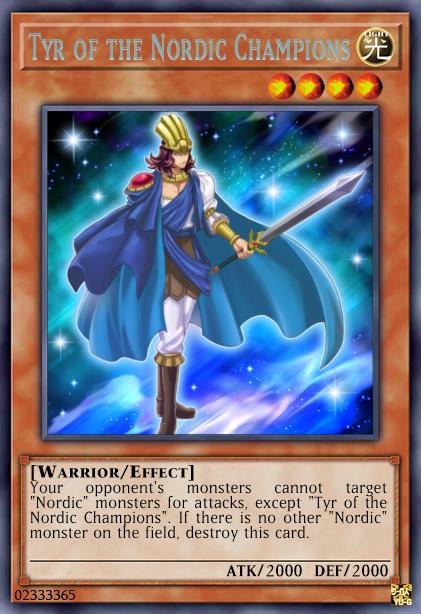 Tyr of the Nordic Champions
LIGHT
光
[Warrior/Effect]
Your opponent's monsters cannot target
"Nordic" monsters for attacks, except "Tyr of the
Nordic Champions". If there is no other "Nordic"
monster on the field, destroy this card.
ATK/2000 DEF/2000
02333365